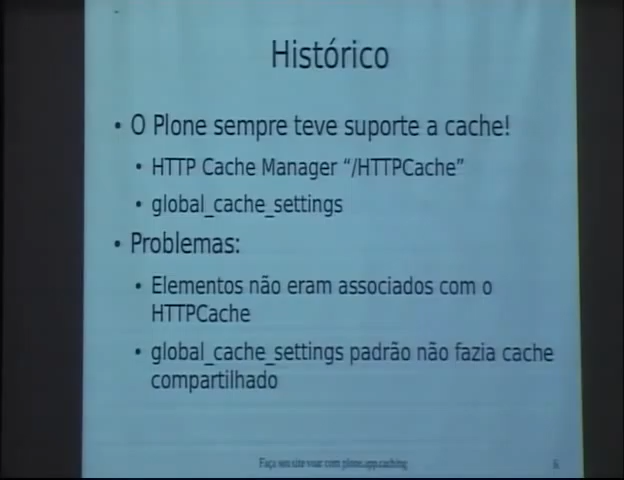 Histórico
• O Plone sempre teve suporte a cache!
• HTTP Cache Manager “/HTTPCache”
• global_cache_settings
• Problemas:
• Elementos não eram associados com o
HTTPCache
• global_cache_settings padrão não fazia cache
compartilhado
Faça seu site voar com plone.app.caching
6